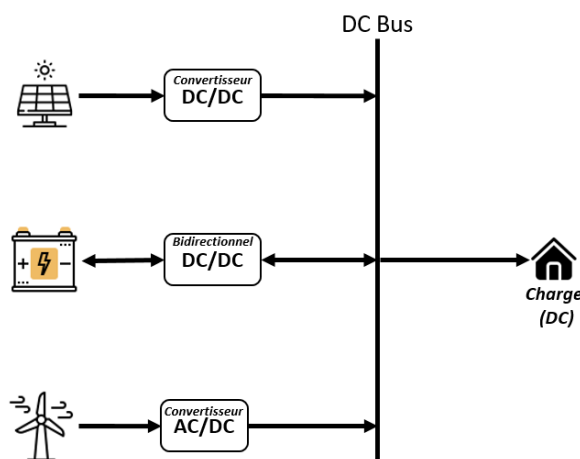 DC Bus
Convertisseur
DC/DC
Bidirectionnel
DC/DC
+ -
Charge
(DC)
Convertisseur
AC/DC